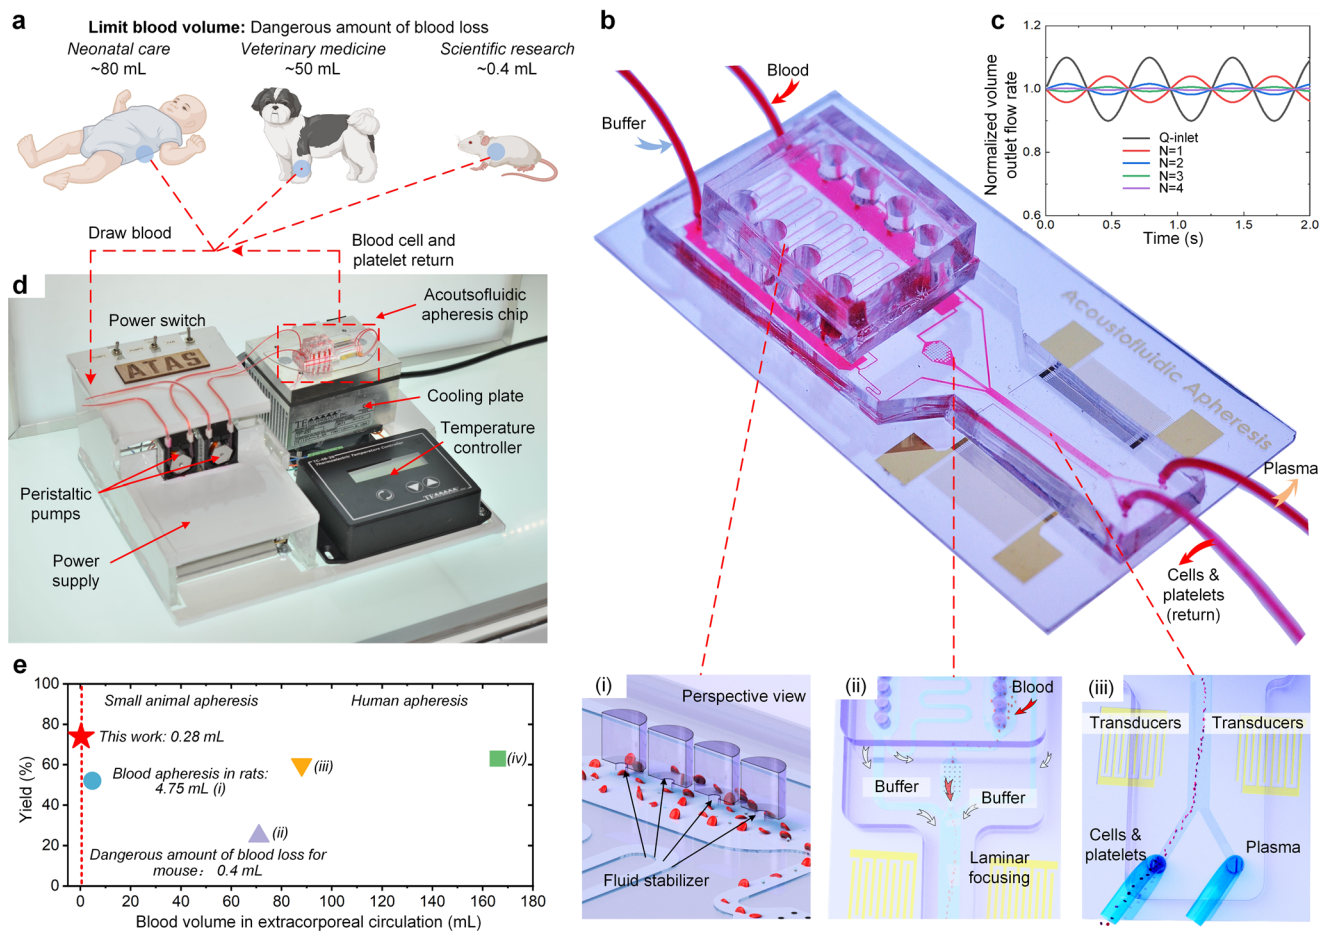 a
Limit blood volume: Dangerous amount of blood loss
Neonatal care
~80 mL
Veterinary medicine
~50 mL
Scientific research
~0.4 mL
Draw blood
Blood cell and
platelet return
b
Blood
Buffer
Acoustofluidic Apheresis
Plasma
Cells &
platelets
(return)
c
Normalized volume
outlet flow rate
1.2
1.0
0.8
0.6
Q-inlet
N=1
N=2
N=3
N=4
0.0
0.5
1.0
1.5
2.0
Time (s)
d
Power switch
ATAS
Acoutsofluidic
apheresis chip
Cooling plate
Temperature
controller
Peristaltic
pumps
Power
supply
e
Yield (%)
100
80
60
40
20
0
Small animal apheresis
Human apheresis
This work: 0.28 mL
Blood apheresis in rats:
4.75 mL (i)
(iii)
(iv)
(ii)
Dangerous amount of blood loss for
mouse: 0.4 mL
0
20
40
60
80
100
120
140
160
180
Blood volume in extracorporeal circulation (mL)
(i)
Perspective view
Fluid stabilizer
(ii)
Blood
Buffer
Buffer
Laminar
focusing
(iii)
Transducers
Transducers
Cells &
platelets
Plasma